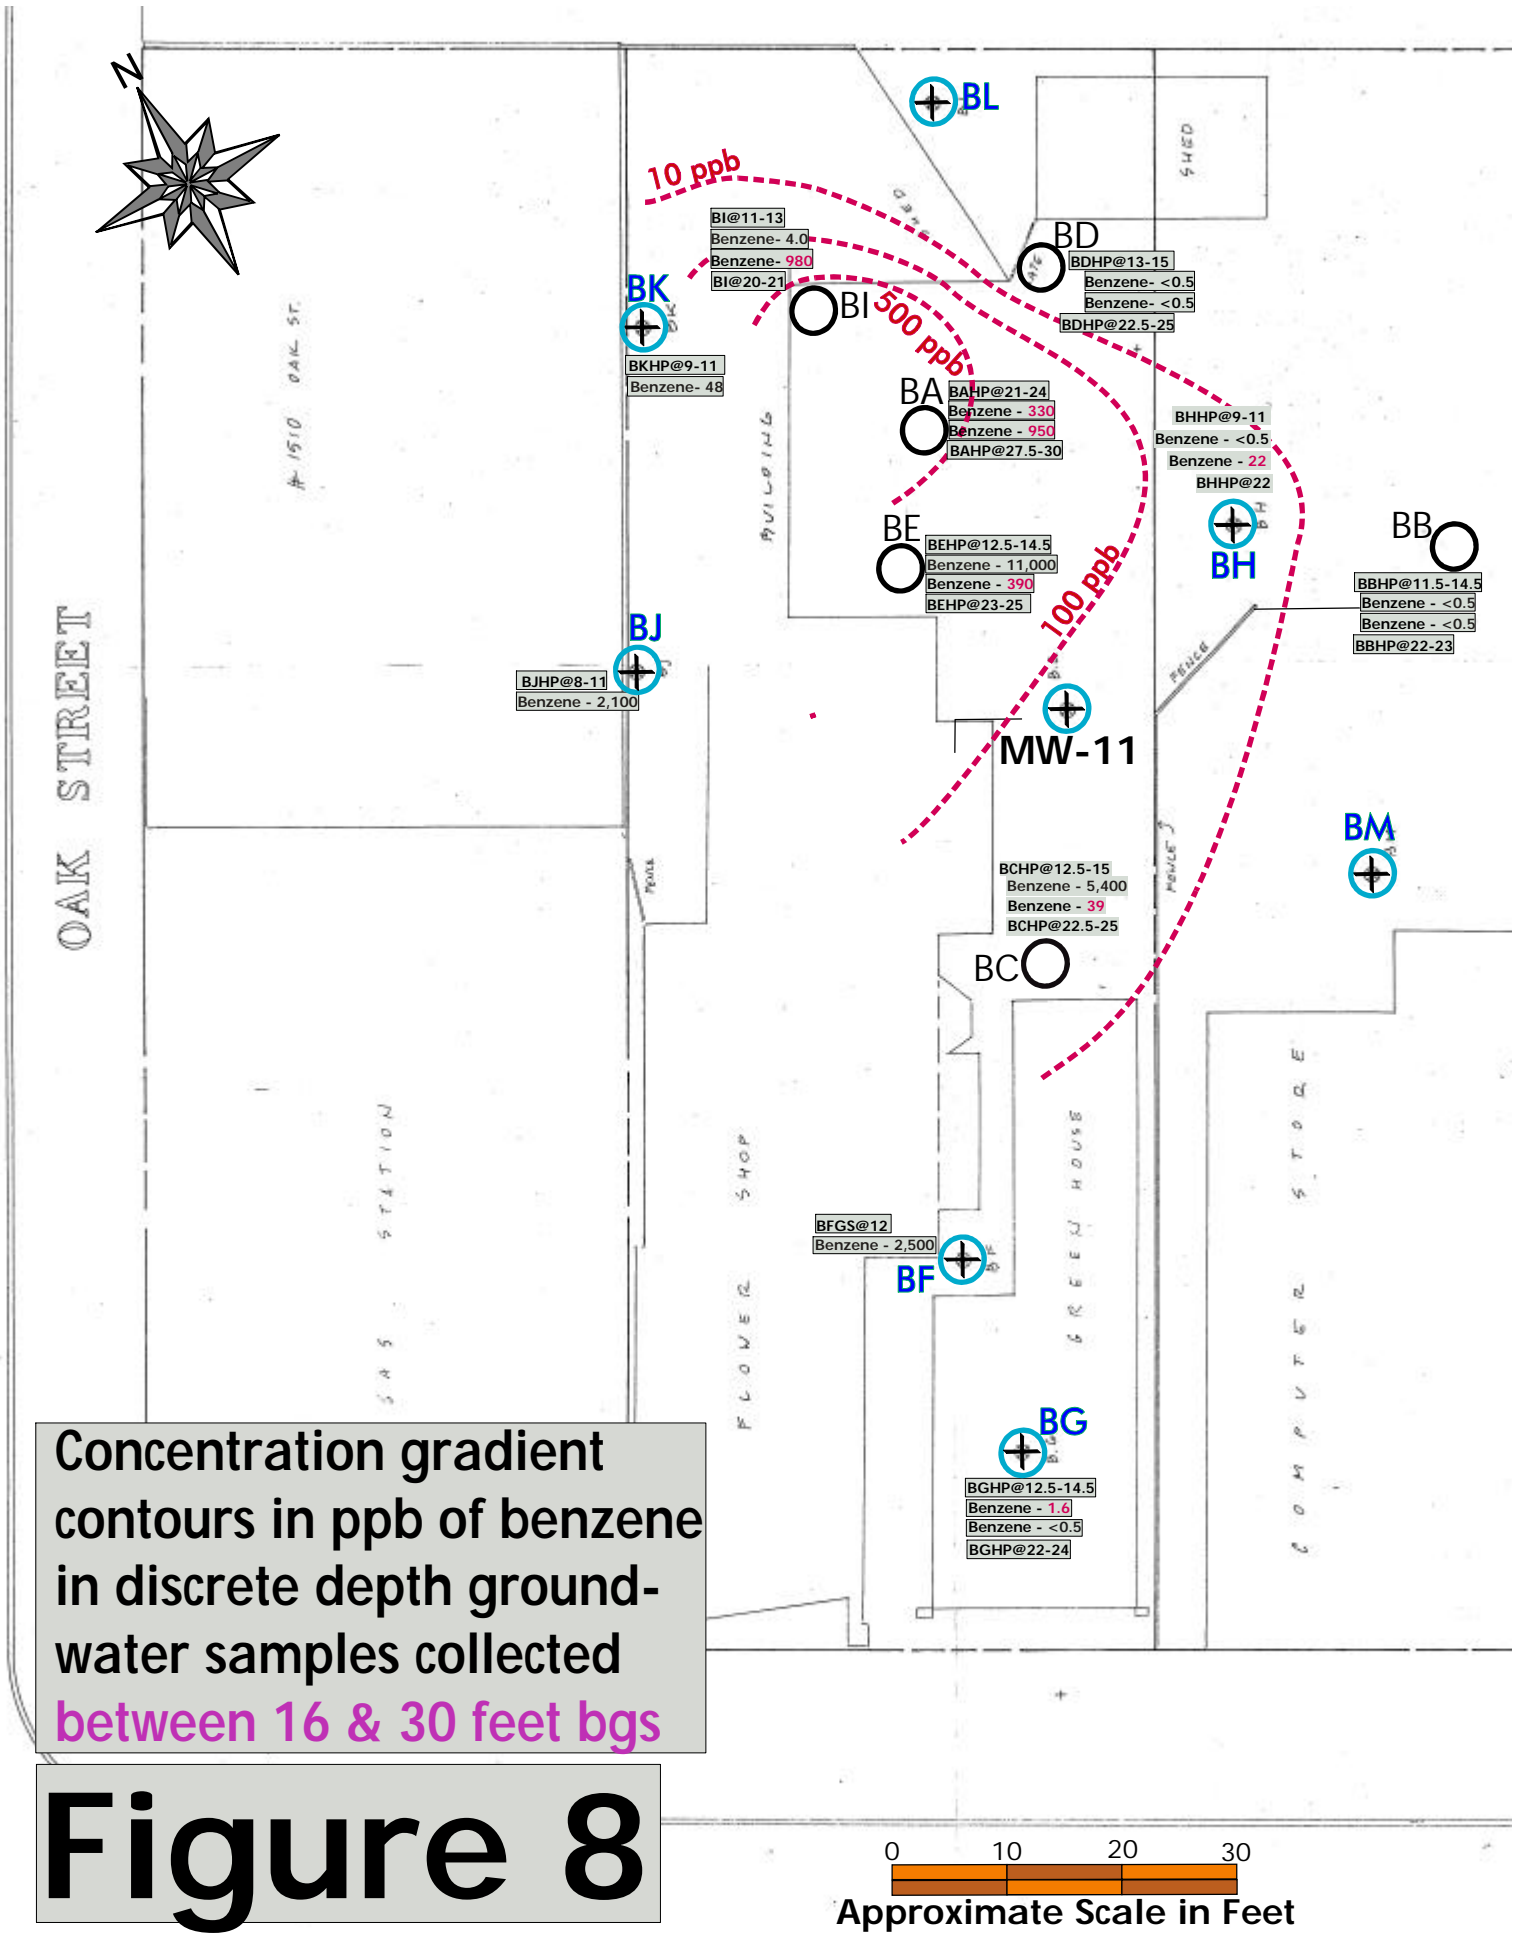 N
BL
SHED
10 ppb
SHED
BI@11-13
Benzene- 4.0
Benzene- 980
BI@20-21
BD
BDHP@13-15
Benzene- <0.5
Benzene- <0.5
BDHP@22.5-25
BK
BK
BI
500 ppb
BKHP@9-11
Benzene- 48
# 1510 OAK ST.
BUILDING
BA
BAHP@21-24
Benzene - 330
Benzene - 950
BAHP@27.5-30
BHHP@9-11
Benzene - <0.5
Benzene - 22
BHHP@22
BH
BH
BB
BBHP@11.5-14.5
Benzene - <0.5
Benzene - <0.5
BBHP@22-23
BE
BEHP@12.5-14.5
Benzene - 11,000
Benzene - 390
BEHP@23-25
100 ppb
BJ
BJ
BJHP@8-11
Benzene - 2,100
FENCE
OAK STREET
MW-11
BM
FENCE
FENCE
BCHP@12.5-15
Benzene - 5,400
Benzene - 39
BCHP@22.5-25
BC
GAS STATION
FLOWER SHOP
GREEN HOUSE
COMPUTER STORE
BFGS@12
Benzene - 2,500
BF
BF
BG
B.G
BGHP@12.5-14.5
Benzene - 1.6
Benzene - <0.5
BGHP@22-24
Concentration gradient
contours in ppb of benzene
in discrete depth ground-
water samples collected
between 16 & 30 feet bgs
Figure 8
0 10 20 30
Approximate Scale in Feet